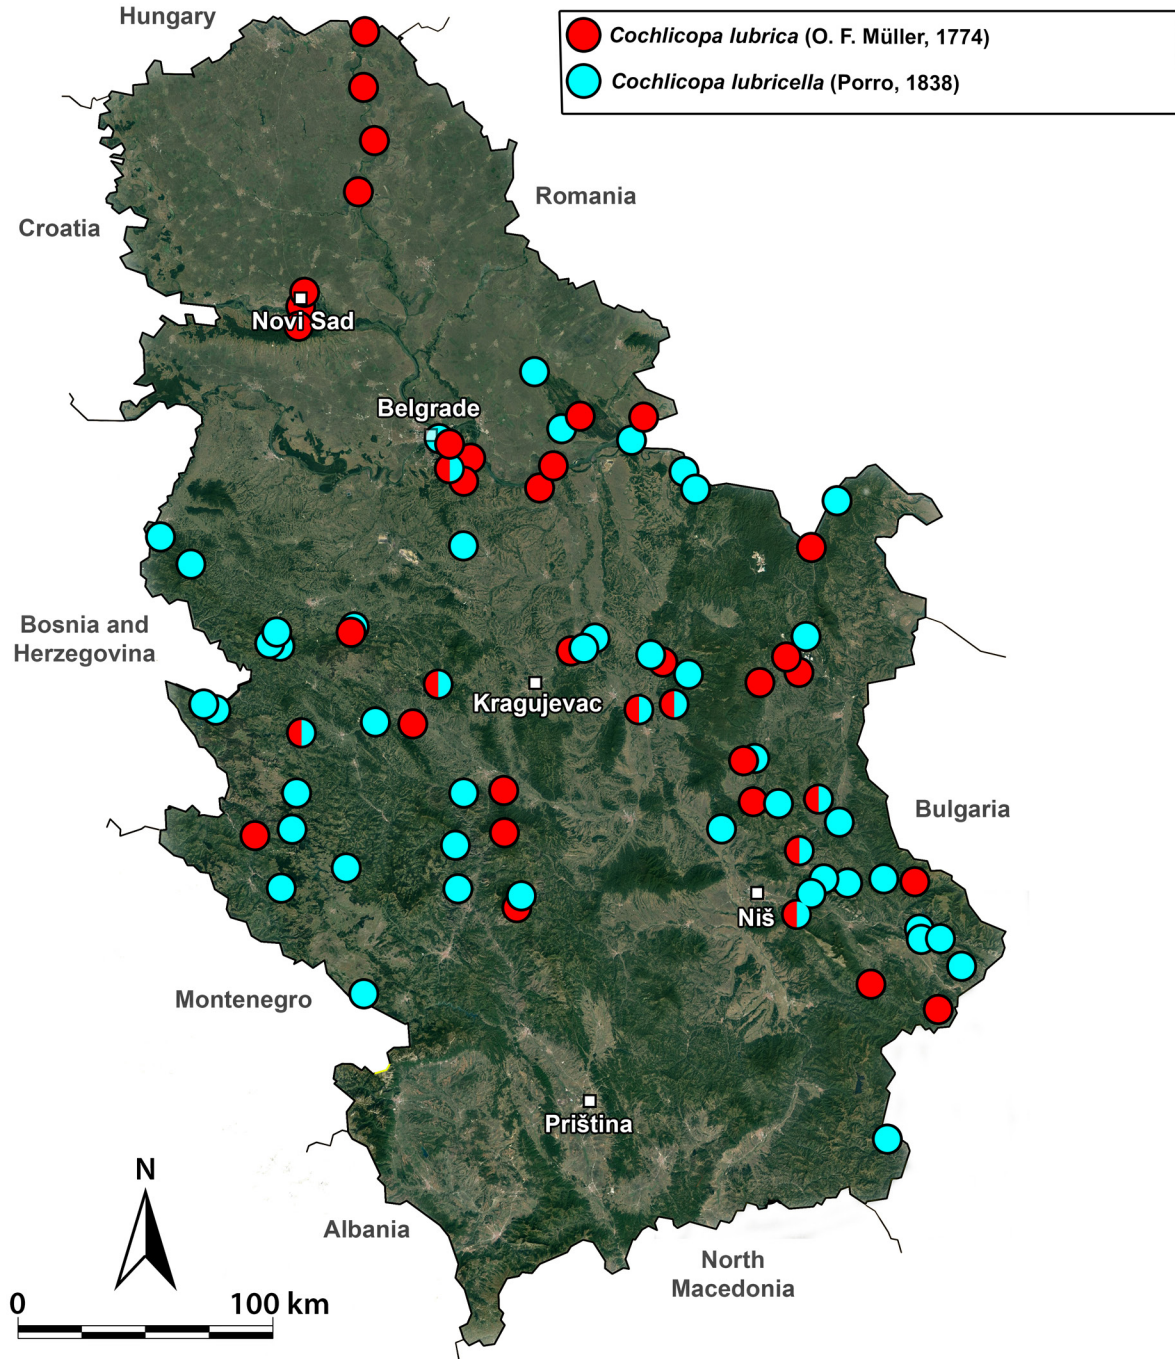 Hungary
Cochlicopa lubrica (O. F. Müller, 1774)
Cochlicopa lubricella (Porro, 1838)
Romania
Croatia
Novi Sad
Belgrade
Bosnia and
Herzegovina
Kragujevac
Bulgaria
Niš
Montenegro
Priština
N
Albania
North
Macedonia
0 100 km